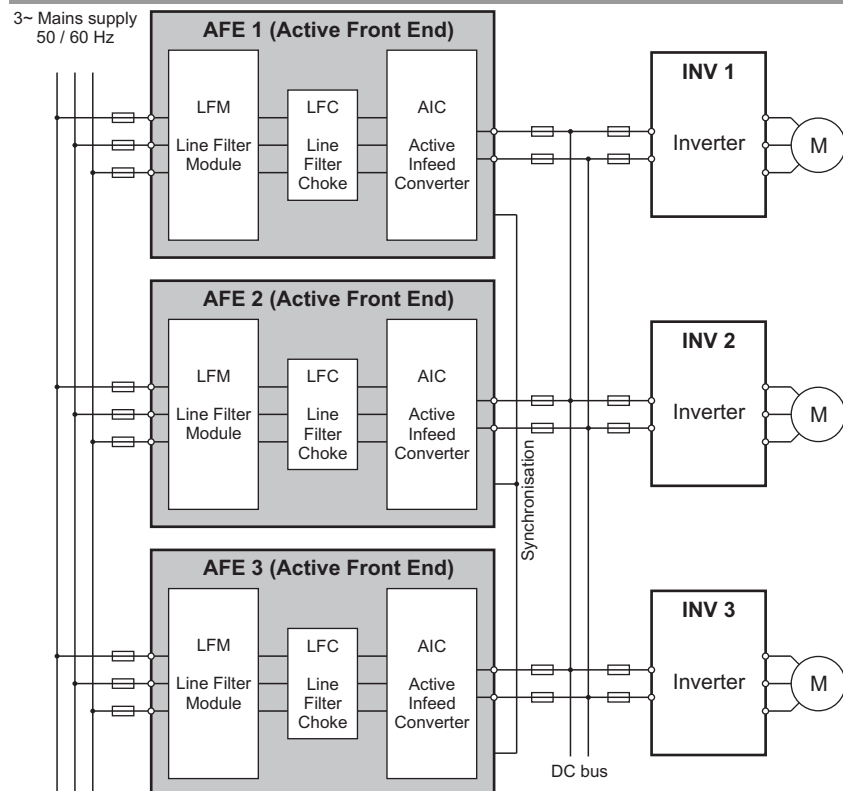 3~ Mains supply
50 / 60 Hz
AFE 1 (Active Front End)
LFM
Line Filter
Module
LFC
Line
Filter
Choke
AIC
Active
Infeed
Converter
INV 1
Inverter
M
AFE 2 (Active Front End)
LFM
Line Filter
Module
LFC
Line
Filter
Choke
AIC
Active
Infeed
Converter
Synchronisation
INV 2
Inverter
M
AFE 3 (Active Front End)
LFM
Line Filter
Module
LFC
Line
Filter
Choke
AIC
Active
Infeed
Converter
DC bus
INV 3
Inverter
M